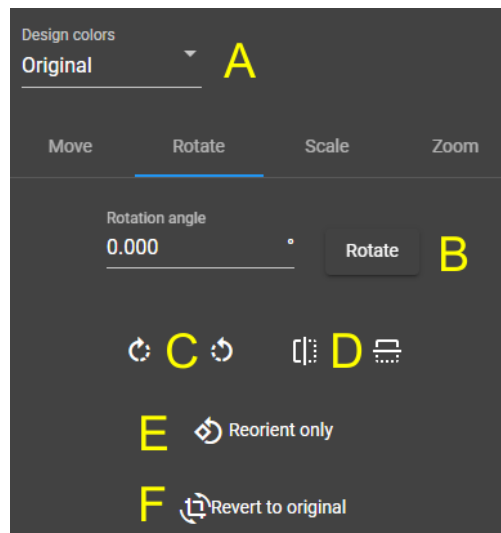 Design colors
Original A
Move Rotate Scale Zoom
Rotation angle
0.000 ° Rotate B
C D
E Reorient only
F Revert to original